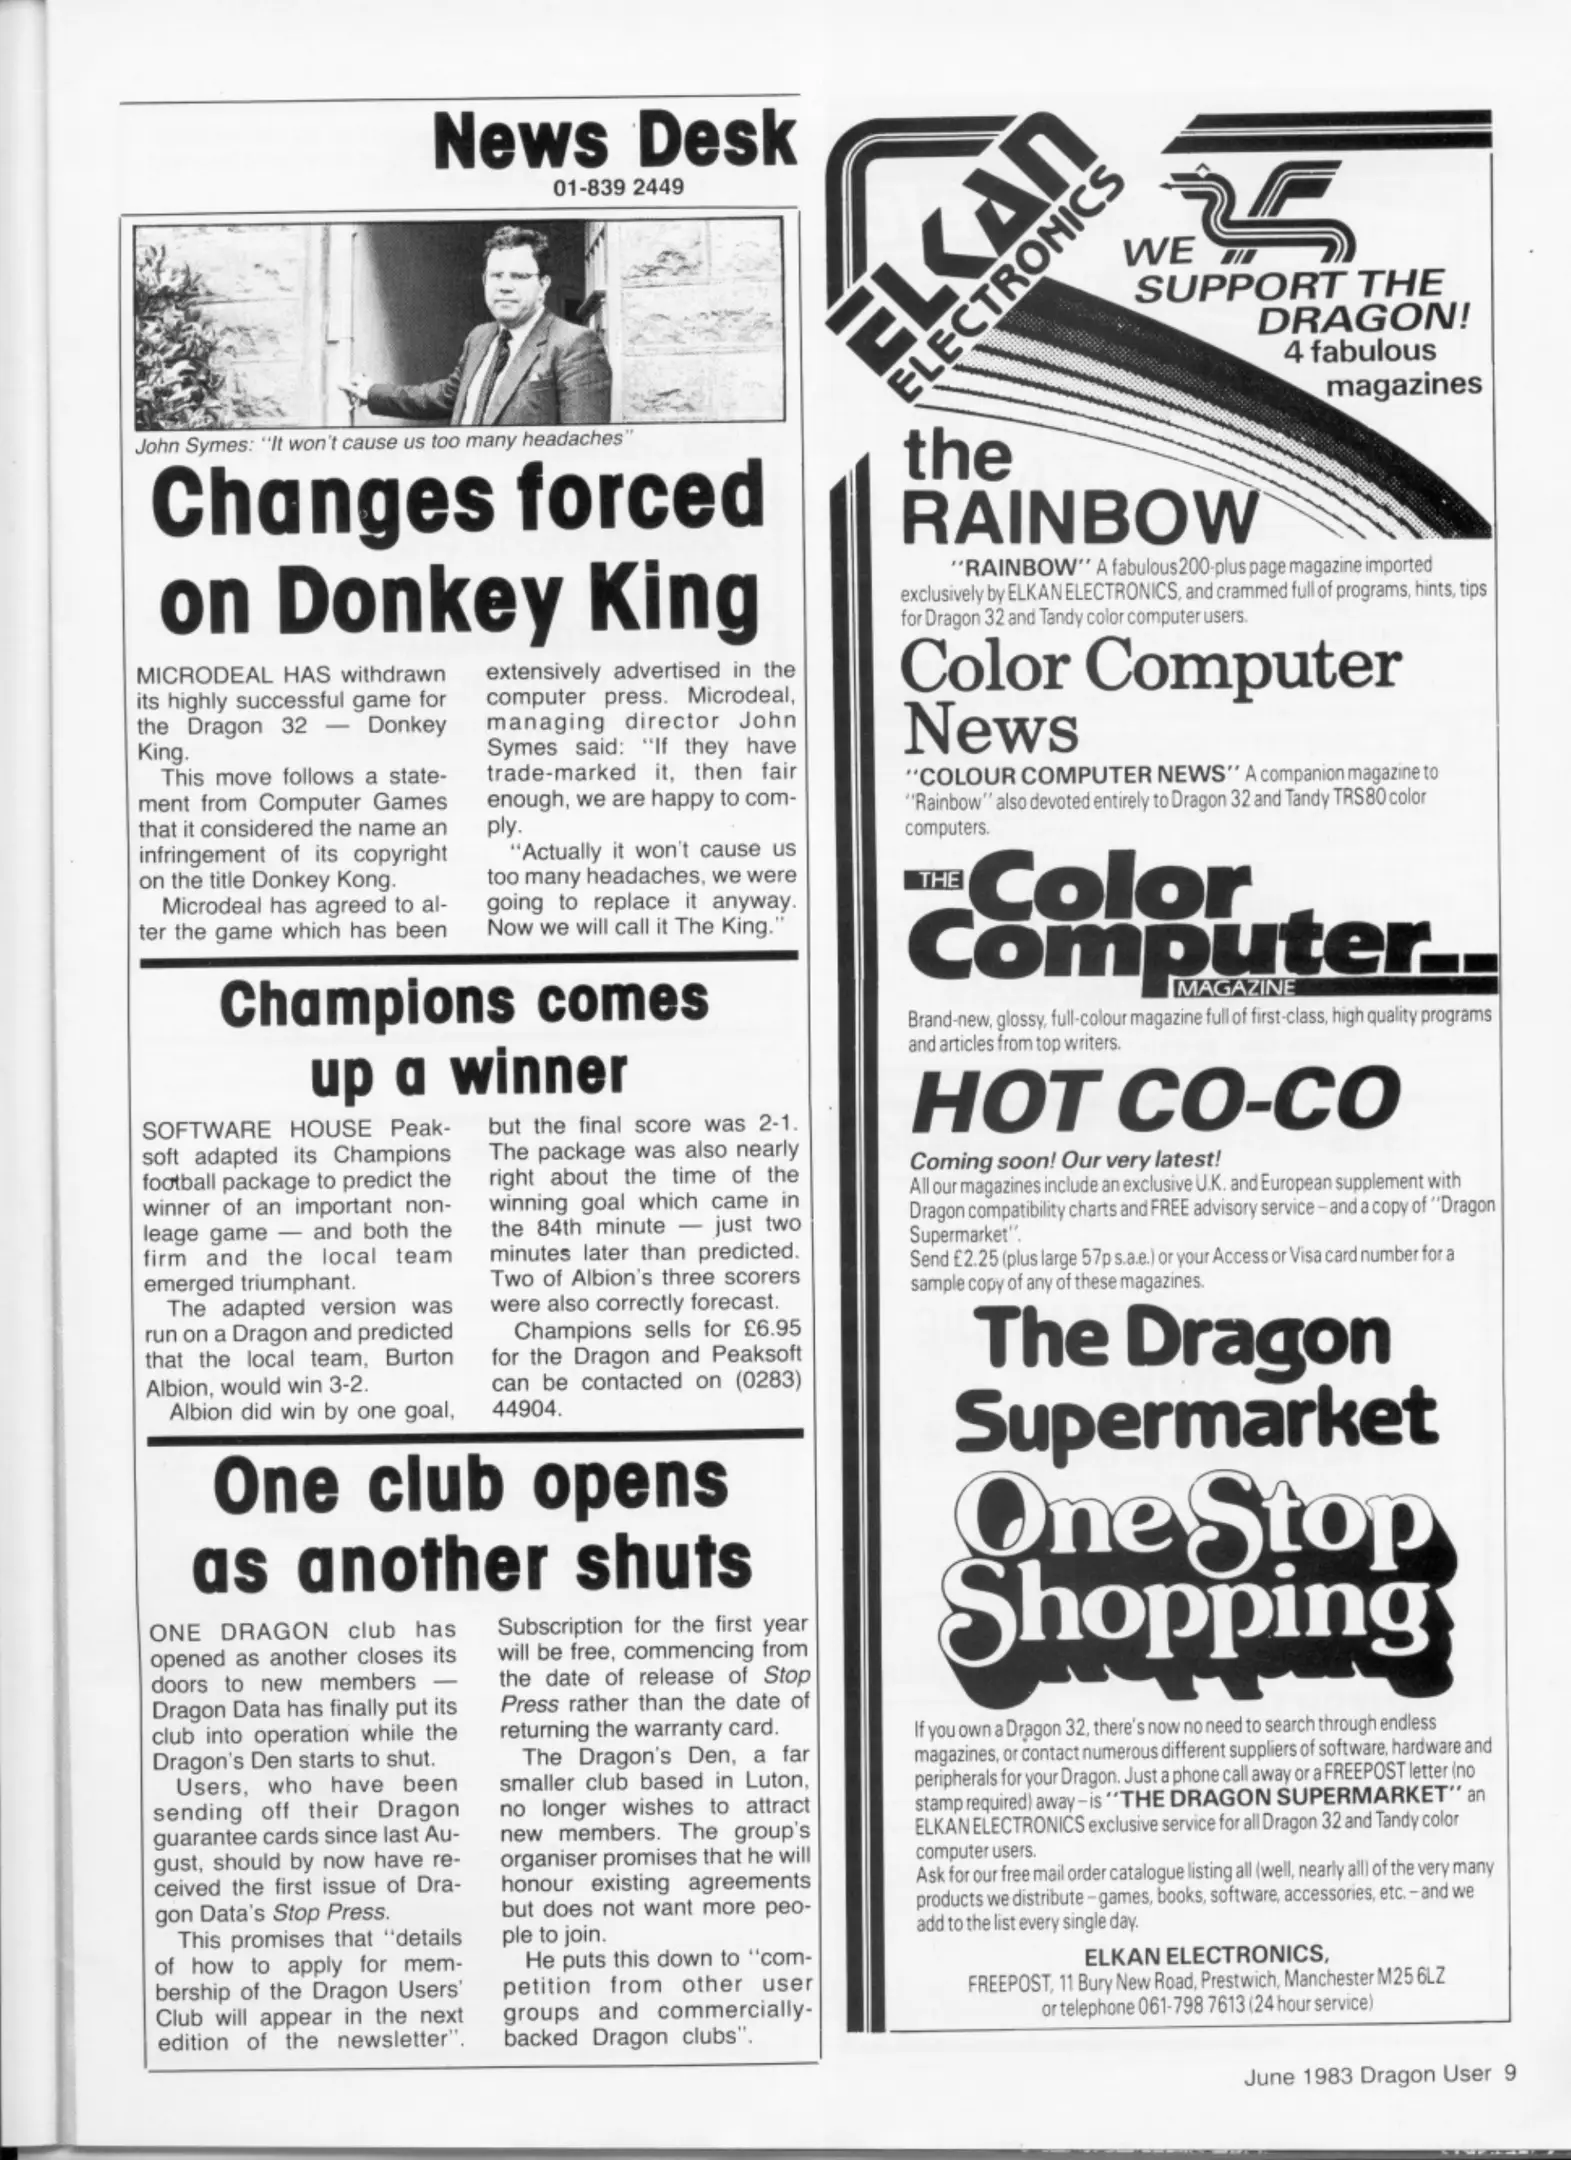 News Desk
01-839 2449
John Symes: "It won't cause us too many headaches"
Changes forced
on Donkey King
MICRODEAL HAS withdrawn
its highly successful game for
the Dragon 32 — Donkey
King.
This move follows a state-
ment from Computer Games
that it considered the name an
infringement of its copyright
on the title Donkey Kong.
Microdeal has agreed to al-
ter the game which has been
extensively advertised in the
computer press. Microdeal,
managing director John
Symes said: "If they have
trade-marked it, then fair
enough, we are happy to com-
ply.
"Actually it won't cause us
too many headaches, we were
going to replace it anyway.
Now we will call it The King."
Champions comes
up a winner
SOFTWARE HOUSE Peak-
soft adapted its Champions
football package to predict the
winner of an important non-
leage game — and both the
firm and the local team
emerged triumphant.
The adapted version was
run on a Dragon and predicted
that the local team, Burton
Albion, would win 3-2.
Albion did win by one goal,
but the final score was 2-1.
The package was also nearly
right about the time of the
winning goal which came in
the 84th minute — just two
minutes later than predicted.
Two of Albion's three scorers
were also correctly forecast.
Champions sells for £6.95
for the Dragon and Peaksoft
can be contacted on (0283)
44904.
One club opens
as another shuts
ONE DRAGON club has
opened as another closes its
doors to new members —
Dragon Data has finally put its
club into operation while the
Dragon's Den starts to shut.
Users, who have been
sending off their Dragon
guarantee cards since last Au-
gust, should by now have re-
ceived the first issue of Dra-
gon Data's Stop Press.
This promises that "details
of how to apply for mem-
bership of the Dragon Users'
Club will appear in the next
edition of the newsletter".
Subscription for the first year
will be free, commencing from
the date of release of Stop
Press rather than the date of
returning the warranty card.
The Dragon's Den, a far
smaller club based in Luton,
no longer wishes to attract
new members. The group's
organiser promises that he will
honour existing agreements
but does not want more peo-
ple to join.
He puts this down to "com-
petition from other user
groups and commercially-
backed Dragon clubs".
ELKAN
ELECTRONICS
WE
SUPPORT THE
DRAGON!
4 fabulous
magazines
the
RAINBOW
"RAINBOW" A fabulous 200-plus page magazine imported
exclusively by ELKAN ELECTRONICS, and crammed full of programs, hints, tips
for Dragon 32 and Tandy color computer users.
Color Computer
News
"COLOUR COMPUTER NEWS" A companion magazine to
"Rainbow" also devoted entirely to Dragon 32 and Tandy TRS80 color
computers.
THE Color
Computer
MAGAZINE
Brand-new, glossy, full-colour magazine full of first-class, high quality programs
and articles from top writers.
HOT CO-CO
Coming soon! Our very latest!
All our magazines include an exclusive U.K. and European supplement with
Dragon compatibility charts and FREE advisory service – and a copy of "Dragon
Supermarket".
Send £2.25 (plus large 57p s.a.e.) or your Access or Visa card number for a
sample copy of any of these magazines.
The Dragon
Supermarket
One Stop
Shopping
If you own a Dragon 32, there's now no need to search through endless
magazines, or contact numerous different suppliers of software, hardware and
peripherals for your Dragon. Just a phone call away or a FREEPOST letter (no
stamp required) away – is "THE DRAGON SUPERMARKET" an
ELKAN ELECTRONICS exclusive service for all Dragon 32 and Tandy color
computer users.
Ask for our free mail order catalogue listing all (well, nearly all) of the very many
products we distribute – games, books, software, accessories, etc. – and we
add to the list every single day.
ELKAN ELECTRONICS,
FREEPOST, 11 Bury New Road, Prestwich, Manchester M25 6LZ
or telephone 061-798 7613 (24 hour service)
June 1983 Dragon User 9